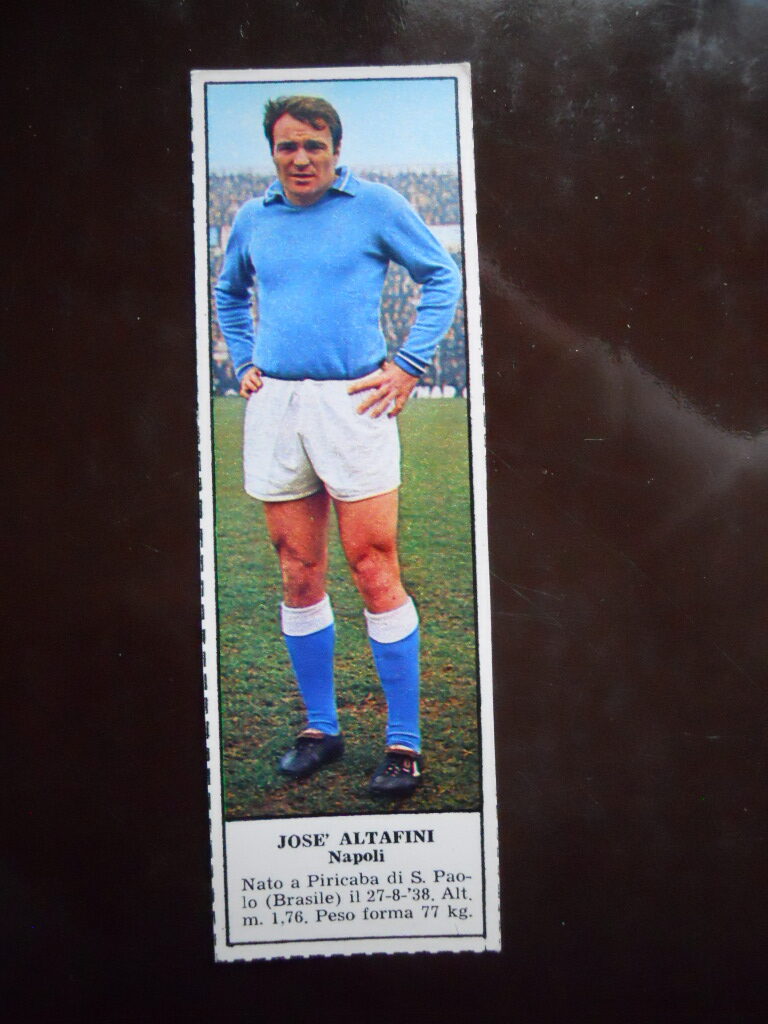 JOSE' ALTAFINI
Napoli
Nato a Piricaba di S. Pao-
lo (Brasile) il 27-8-'38. Alt.
m. 1,76. Peso forma 77 kg.